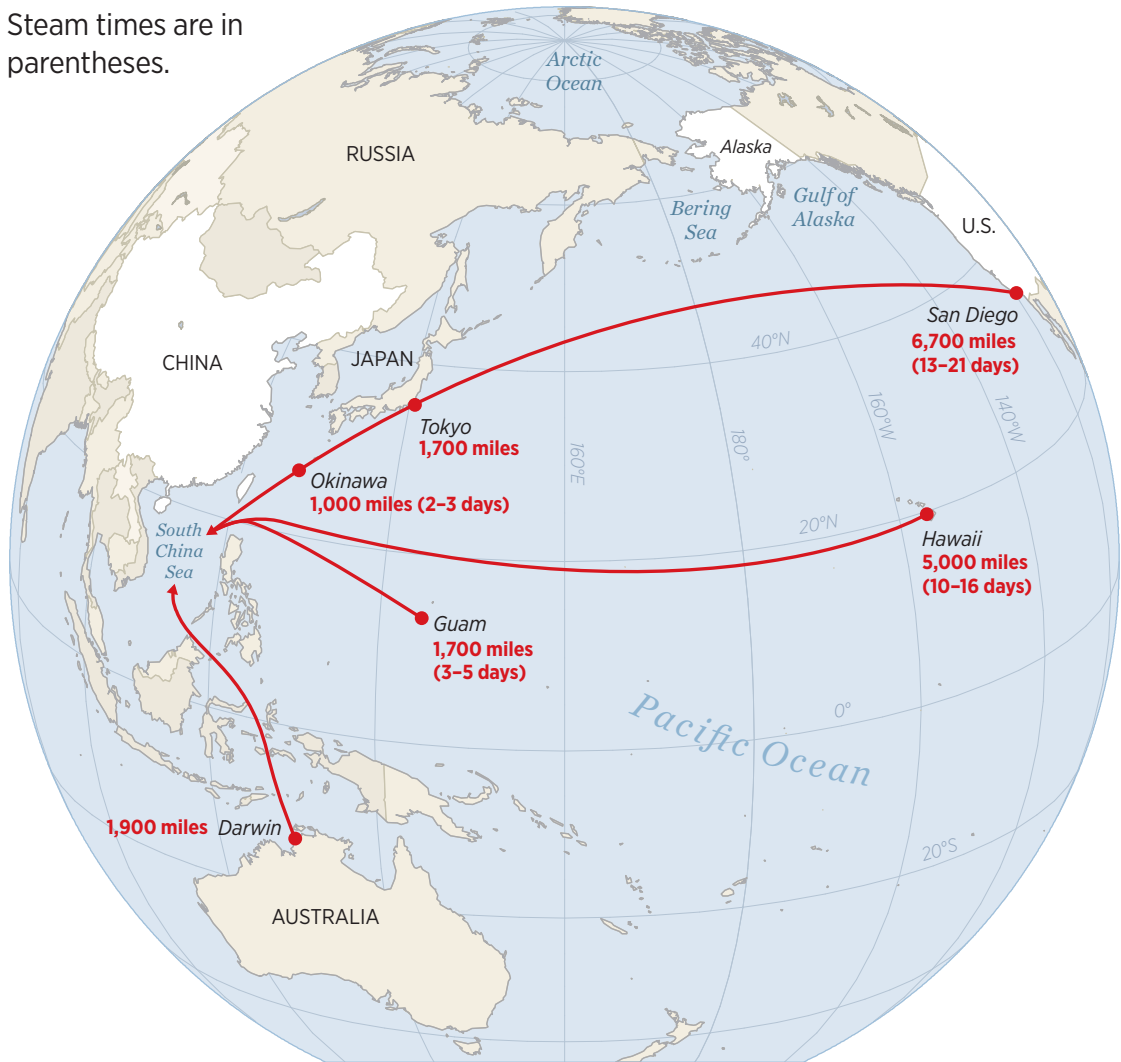 Steam times are in
parentheses.
Arctic
Ocean
RUSSIA
Alaska
Bering
Sea
Gulf of
Alaska
U.S.
San Diego
6,700 miles
(13–21 days)
40°N
CHINA
JAPAN
160°W
140°W
Tokyo
1,700 miles
180°
160°E
Okinawa
1,000 miles (2–3 days)
20°N
South
China
Sea
Hawaii
5,000 miles
(10–16 days)
Guam
1,700 miles
(3–5 days)
Pacific Ocean
0°
1,900 miles Darwin
20°S
AUSTRALIA